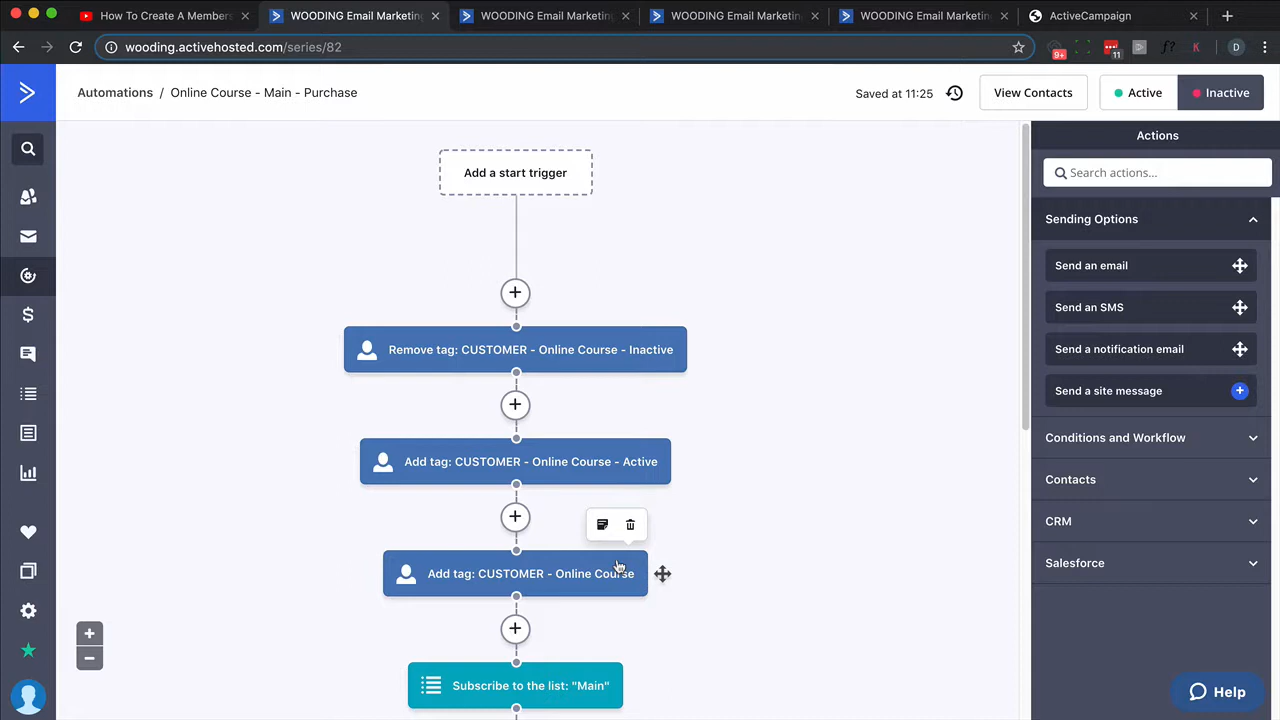 How To Create A Members
WOODING Email Marketing
WOODING Email Marketing
WOODING Email Marketing
WOODING Email Marketing
ActiveCampaign
wooding.activehosted.com/series/82
9+
11
f?
K
D
Automations / Online Course - Main - Purchase
Saved at 11:25
View Contacts
Active
Inactive
Actions
Search actions...
Sending Options
Send an email
Send an SMS
Send a notification email
Send a site message
Conditions and Workflow
Contacts
CRM
Salesforce
Add a start trigger
Remove tag: CUSTOMER - Online Course - Inactive
Add tag: CUSTOMER - Online Course - Active
Add tag: CUSTOMER - Online Course
Subscribe to the list: "Main"
Help